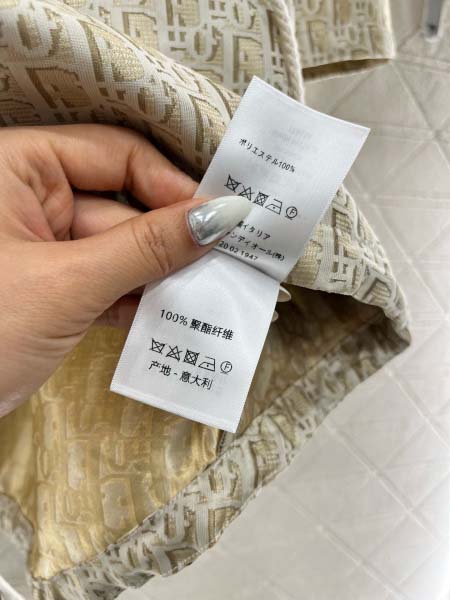 ポリエステル100%
イタリア
ンディオール(株)
20 02 1947
100% 聚酯纤维
F
产地 - 意大利